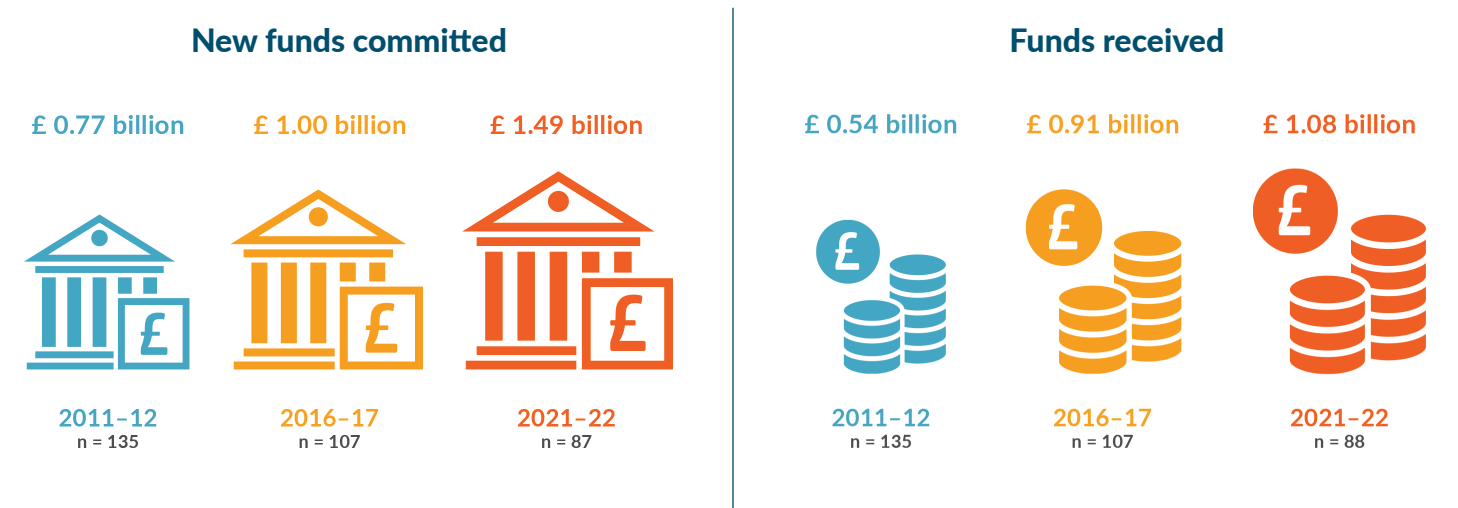 New funds committed
£ 0.77 billion
£ 1.00 billion
£ 1.49 billion
£
£
£
2011–12
n = 135
2016–17
n = 107
2021–22
n = 87
Funds received
£ 0.54 billion
£ 0.91 billion
£ 1.08 billion
£
£
£
2011–12
n = 135
2016–17
n = 107
2021–22
n = 88